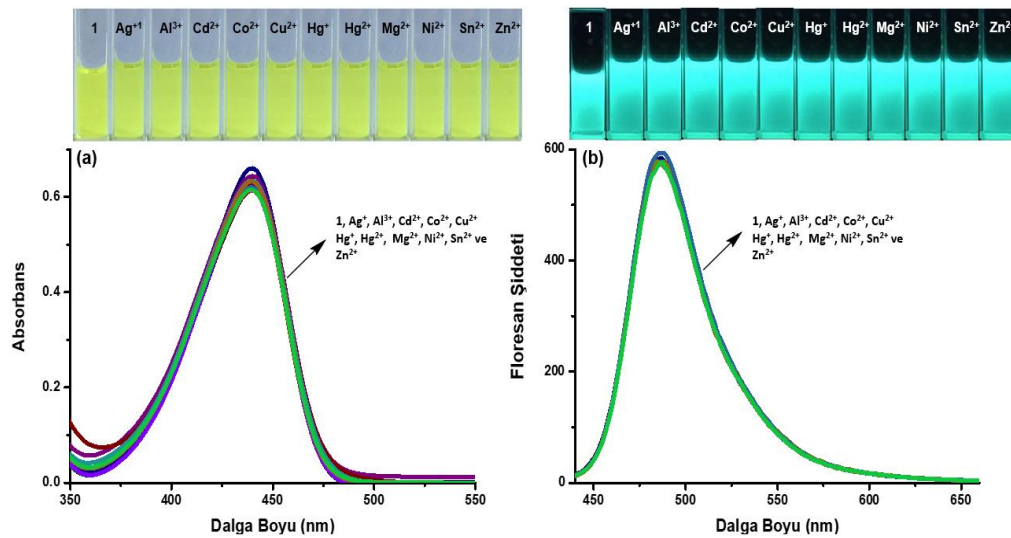 1 Ag⁺¹ Al³⁺ Cd²⁺ Co²⁺ Cu²⁺ Hg⁺ Hg²⁺ Mg²⁺ Ni²⁺ Sn²⁺ Zn²⁺
1 Ag⁺¹ Al³⁺ Cd²⁺ Co²⁺ Cu²⁺ Hg⁺ Hg²⁺ Mg²⁺ Ni²⁺ Sn²⁺ Zn²⁺
(a)
0.6
0.4
0.2
0.0
Absorbans
1, Ag⁺, Al³⁺, Cd²⁺, Co²⁺, Cu²⁺
Hg⁺, Hg²⁺, Mg²⁺, Ni²⁺, Sn²⁺ ve
Zn²⁺
350 400 450 500 550
Dalga Boyu (nm)
(b)
600
400
200
0
Floresan Şiddeti
1, Ag⁺, Al³⁺, Cd²⁺, Co²⁺, Cu²⁺
Hg⁺, Hg²⁺, Mg²⁺, Ni²⁺, Sn²⁺ ve
Zn²⁺
450 500 550 600 650
Dalga Boyu (nm)